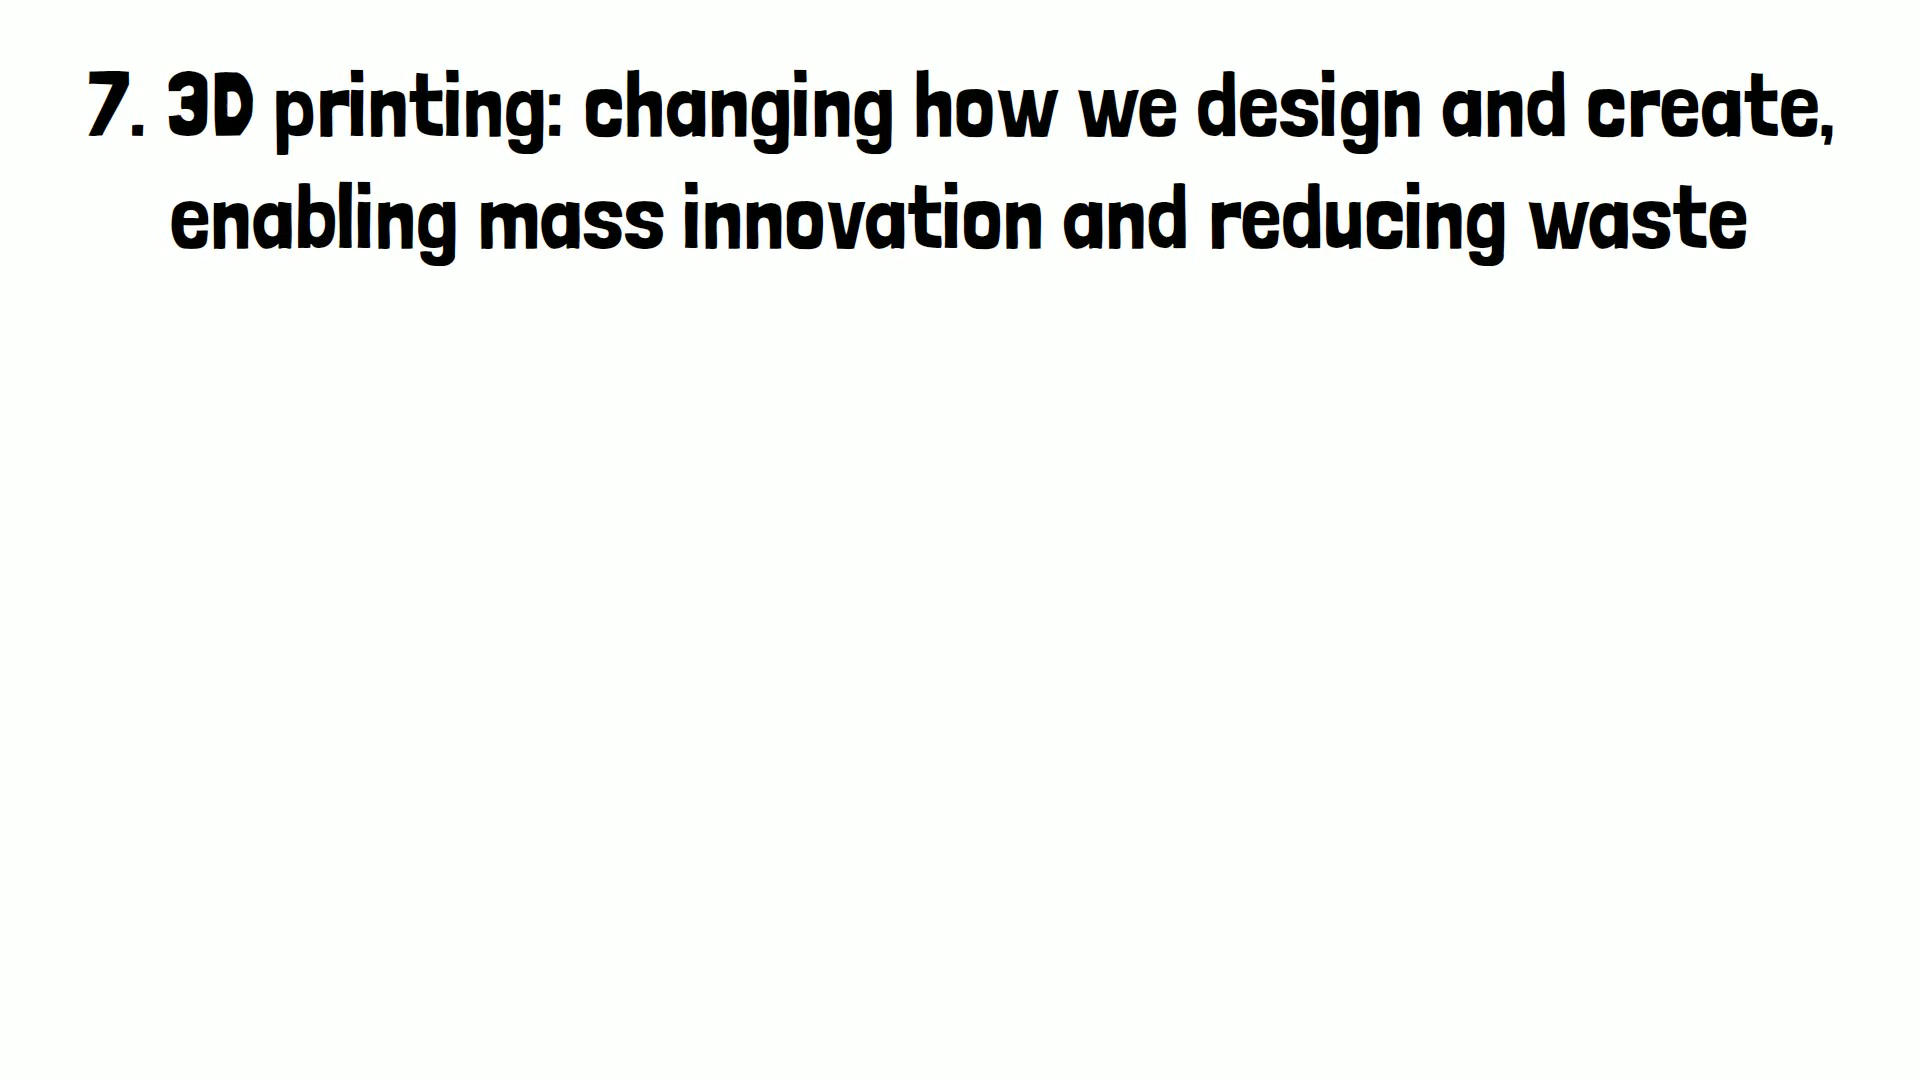 7. 3D printing: changing how we design and create,
enabling mass innovation and reducing waste